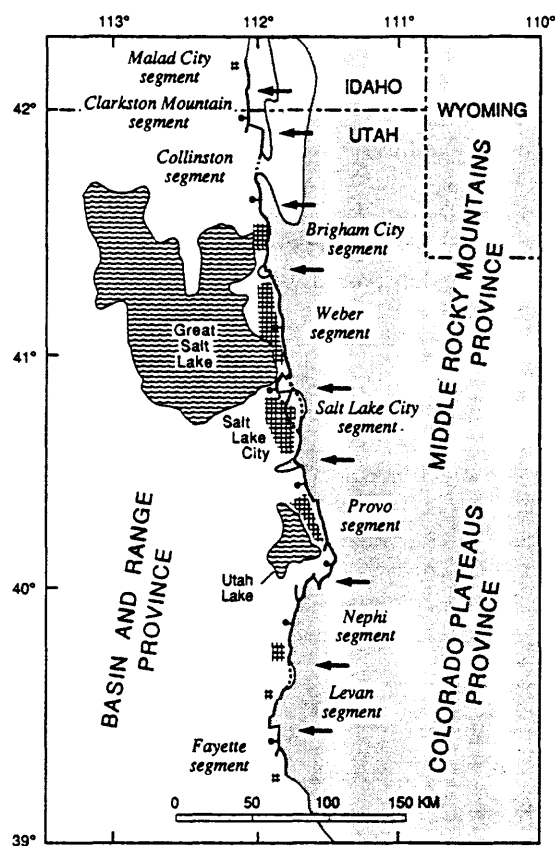 113°
112°
111°
110°
Malad City
segment
IDAHO
42°
Clarkston Mountain
segment
WYOMING
UTAH
Collinston
segment
Brigham City
segment
Weber
segment
Great
Salt
Lake
41°
Salt Lake City
segment
Salt
Lake
City
Provo
segment
Utah
Lake
40°
Nephi
segment
Levan
segment
Fayette
segment
0
50
100
150 KM
39°
BASIN AND RANGE
PROVINCE
MIDDLE ROCKY MOUNTAINS
PROVINCE
COLORADO PLATEAUS
PROVINCE